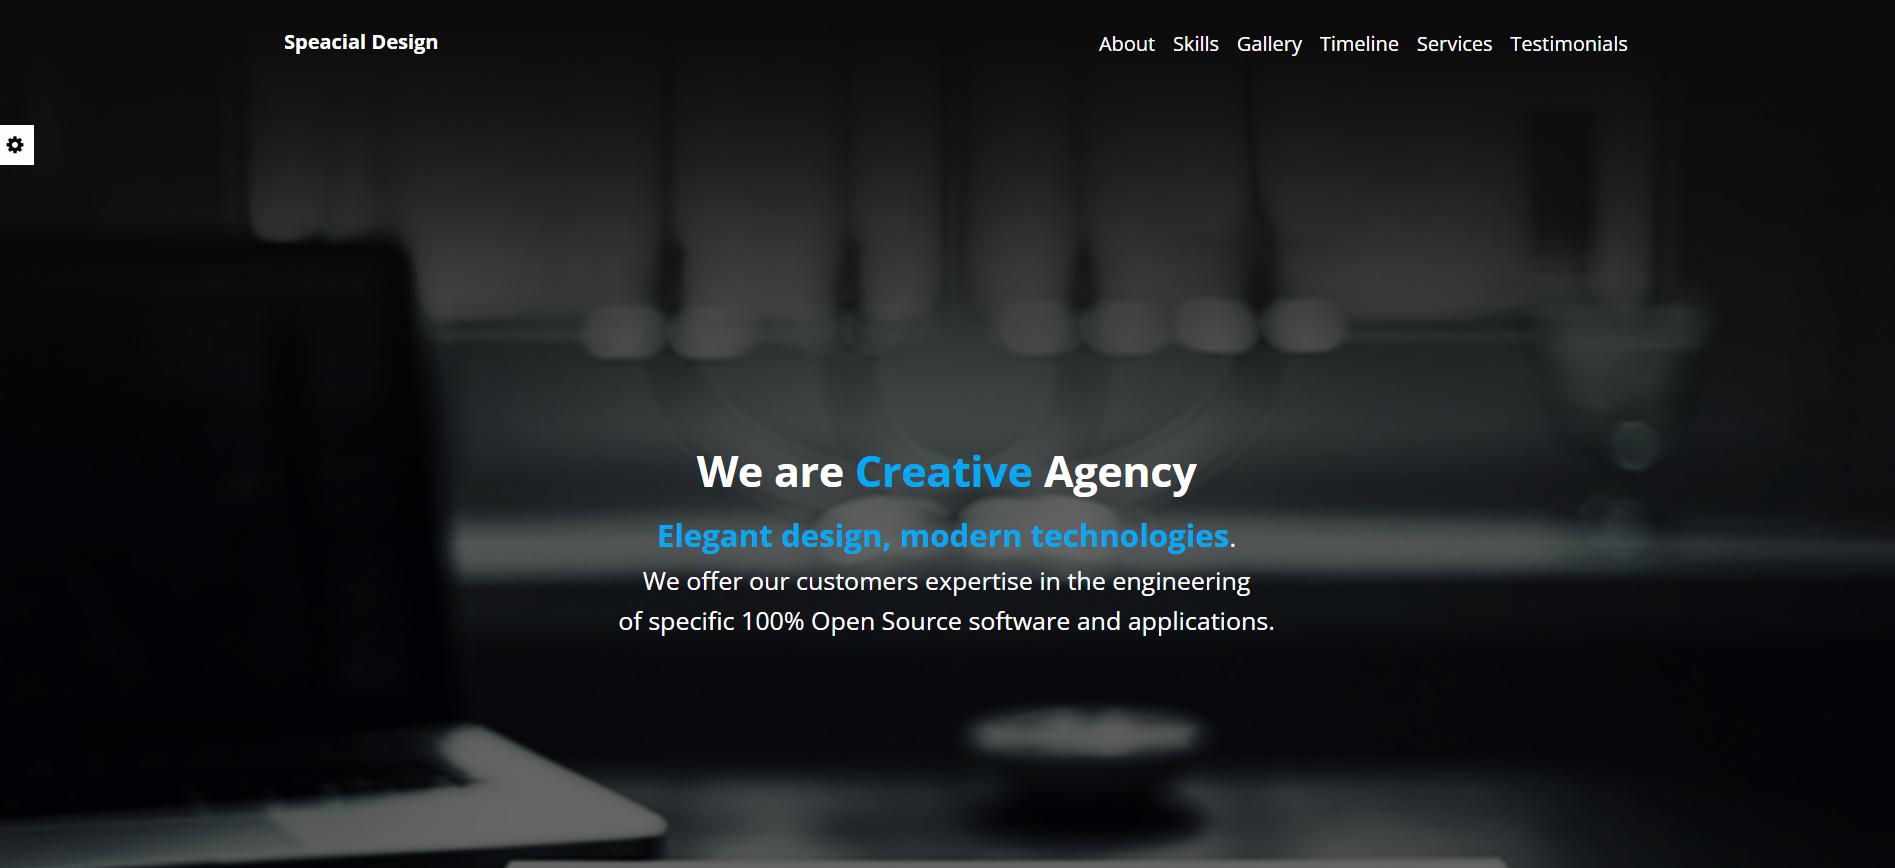 Speacial Design
About Skills Gallery Timeline Services Testimonials
We are Creative Agency
Elegant design, modern technologies.
We offer our customers expertise in the engineering
of specific 100% Open Source software and applications.